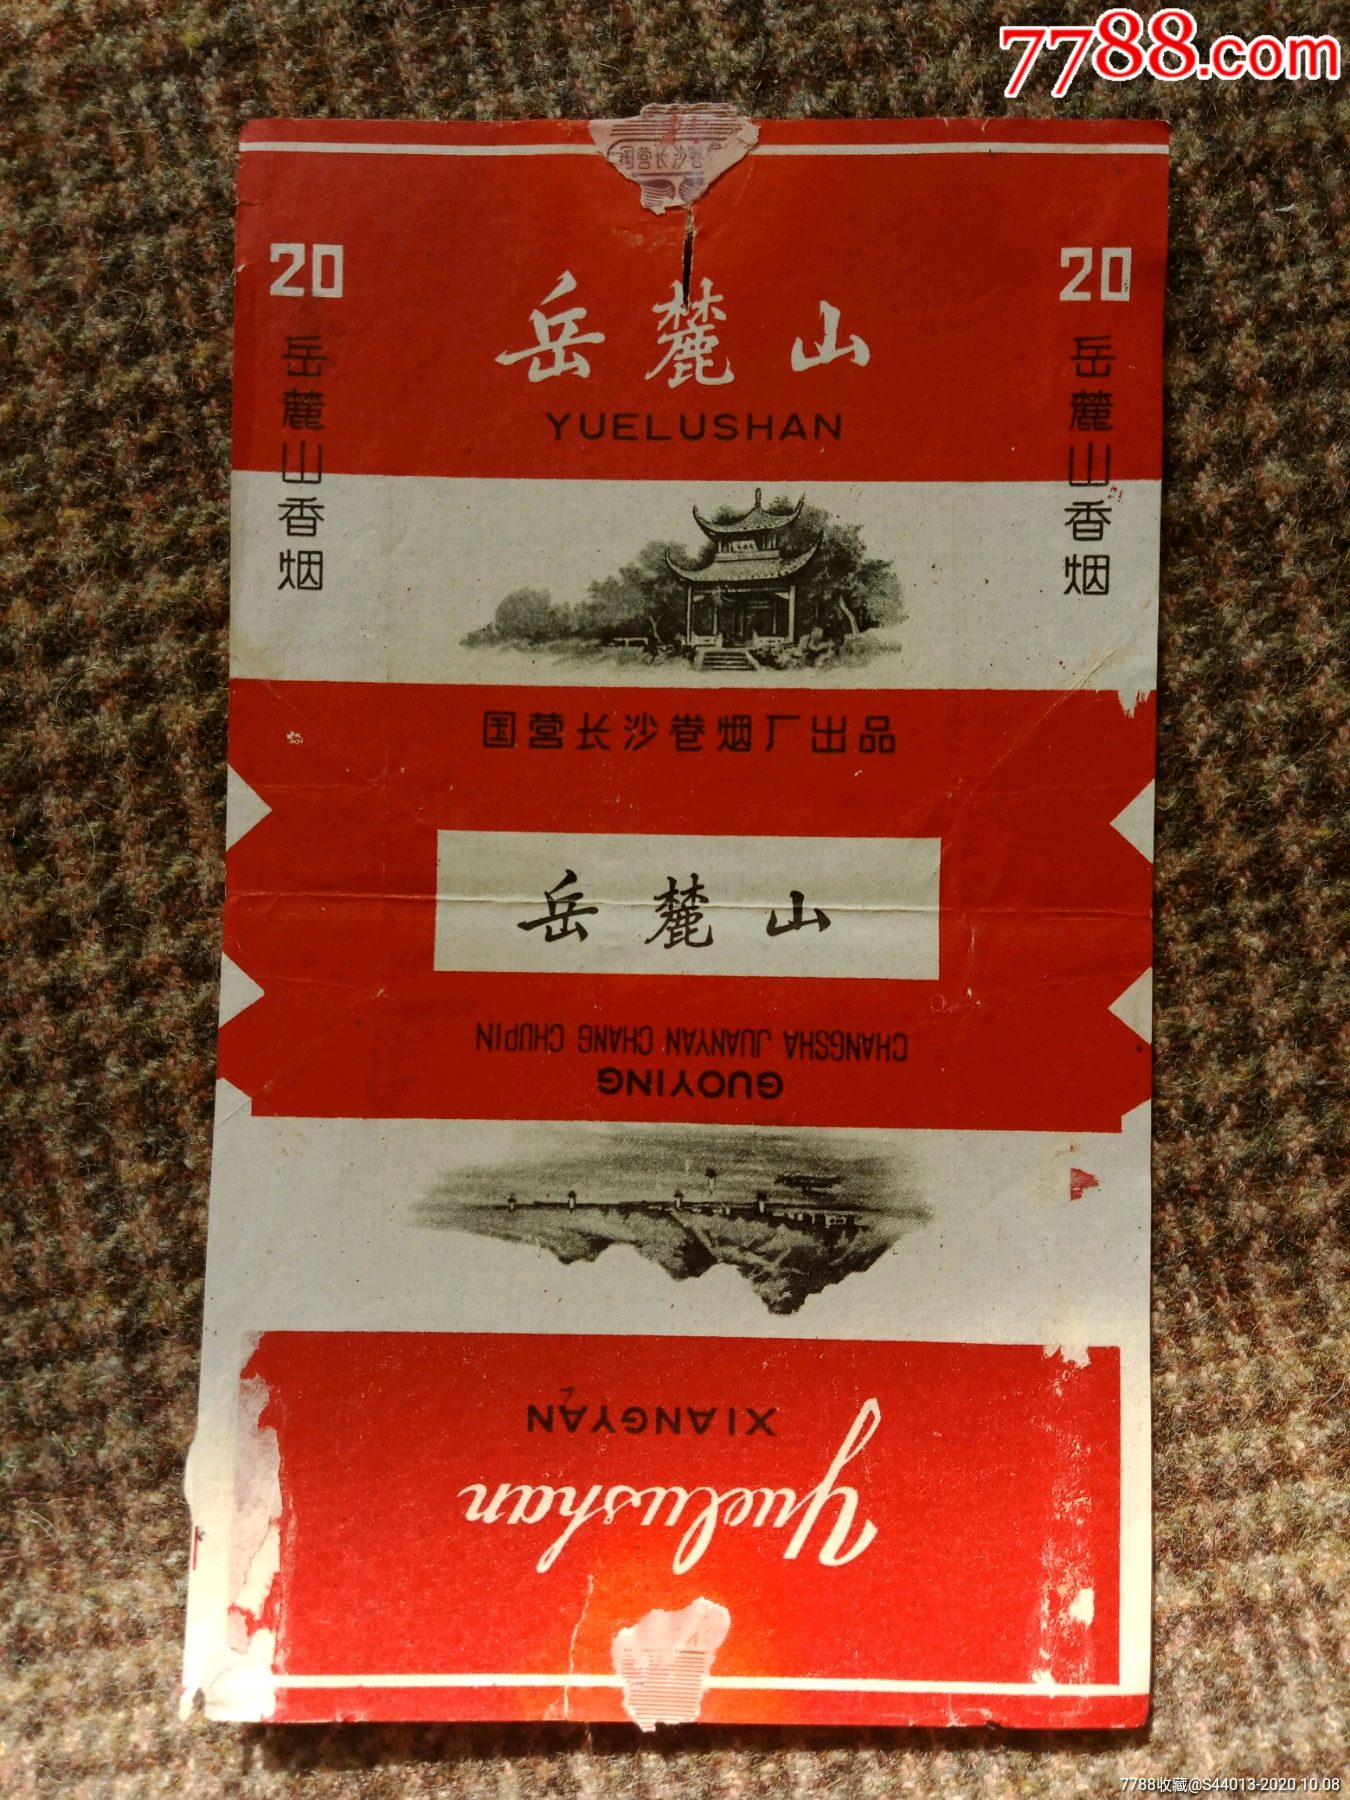 7788.com
国营长沙卷厂
20
岳麓山
20
YUELUSHAN
岳麓山香烟
岳麓山香烟
国营长沙卷烟厂出品
岳麓山
GUOYING
CHANGSHA JUANYAN CHANG CHUPIN
Yuelushan
XIANGYAN
7788收藏@S44013-2020.10.08